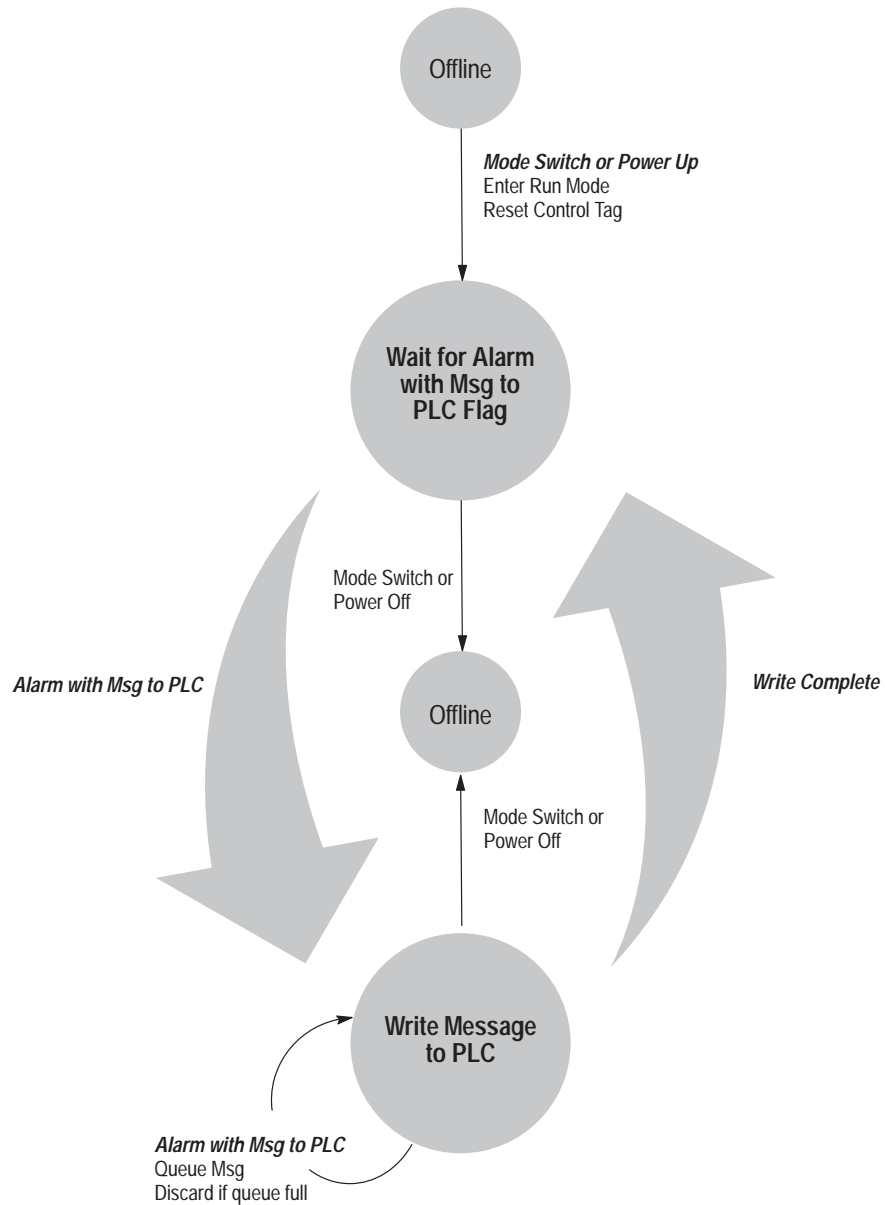 Offline
Mode Switch or Power Up
Enter Run Mode
Reset Control Tag
Wait for Alarm
with Msg to
PLC Flag
Mode Switch or
Power Off
Alarm with Msg to PLC
Write Complete
Offline
Mode Switch or
Power Off
Write Message
to PLC
Alarm with Msg to PLC
Queue Msg
Discard if queue full